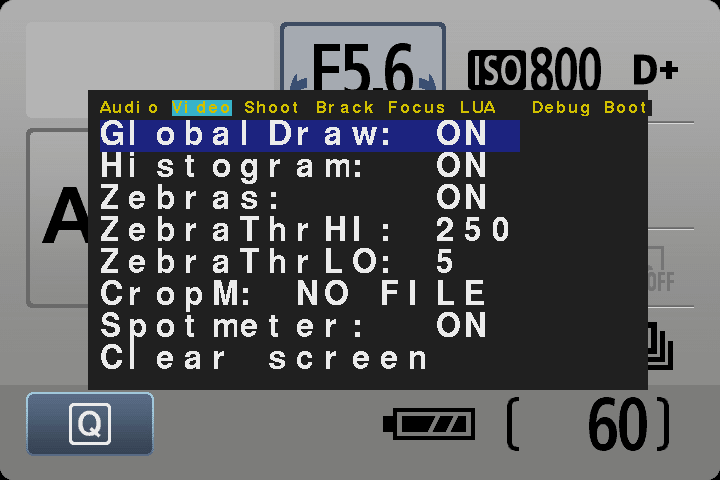 F5.6 ISO 800 D+
Audio Video Shoot Brack Focus LUA Debug Boot
Global Draw: ON
Histogram: ON
Zebras: ON
ZebraThrHI: 250
ZebraThrLO: 5
CropM: NO FILE
Spotmeter: ON
Clear screen
A
OFF
Q [ 60]